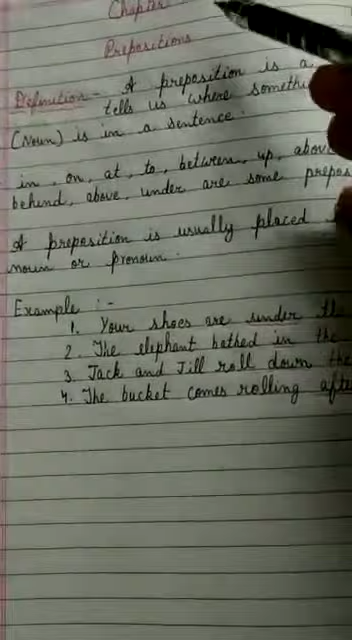 Chapter
Prepositions
Definition - A preposition is a
tells us where somethi
(Noun) is in a sentence.
in, on, at, to, between, up, above
behind, above, under are some prepos
A preposition is usually placed
noun or pronoun.
Example :-
1. Your shoes are under the
2. The elephant bathed in the
3. Jack and Jill roll down the
4. The bucket comes rolling afte